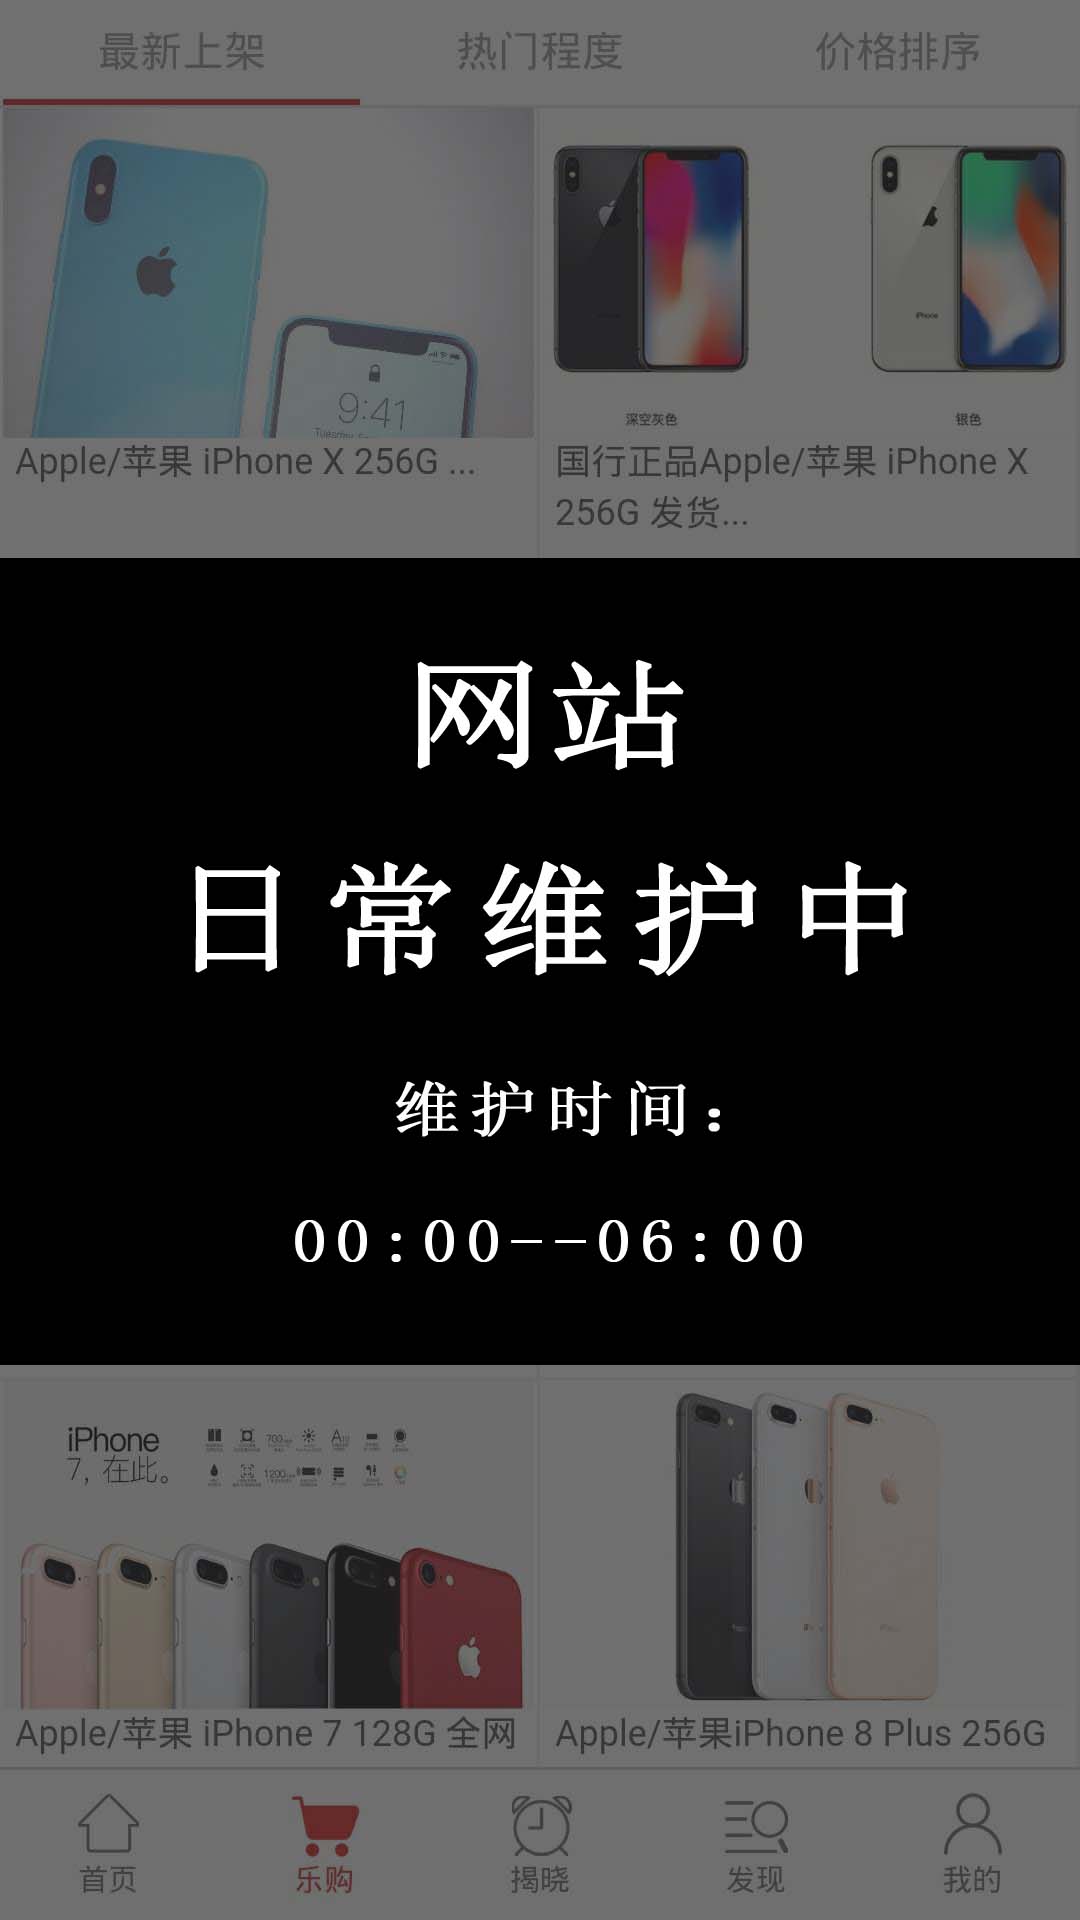 最新上架 热门程度 价格排序
9:41
iPhone iPhone
深空灰色 银色
Apple/苹果 iPhone X 256G ...
国行正品Apple/苹果 iPhone X
256G 发货...
网站
日常维护中
维护时间：
00:00--06:00
iPhone
7，在此。
700
1200
Apple/苹果 iPhone 7 128G 全网
Apple/苹果iPhone 8 Plus 256G
首页 乐购 揭晓 发现 我的